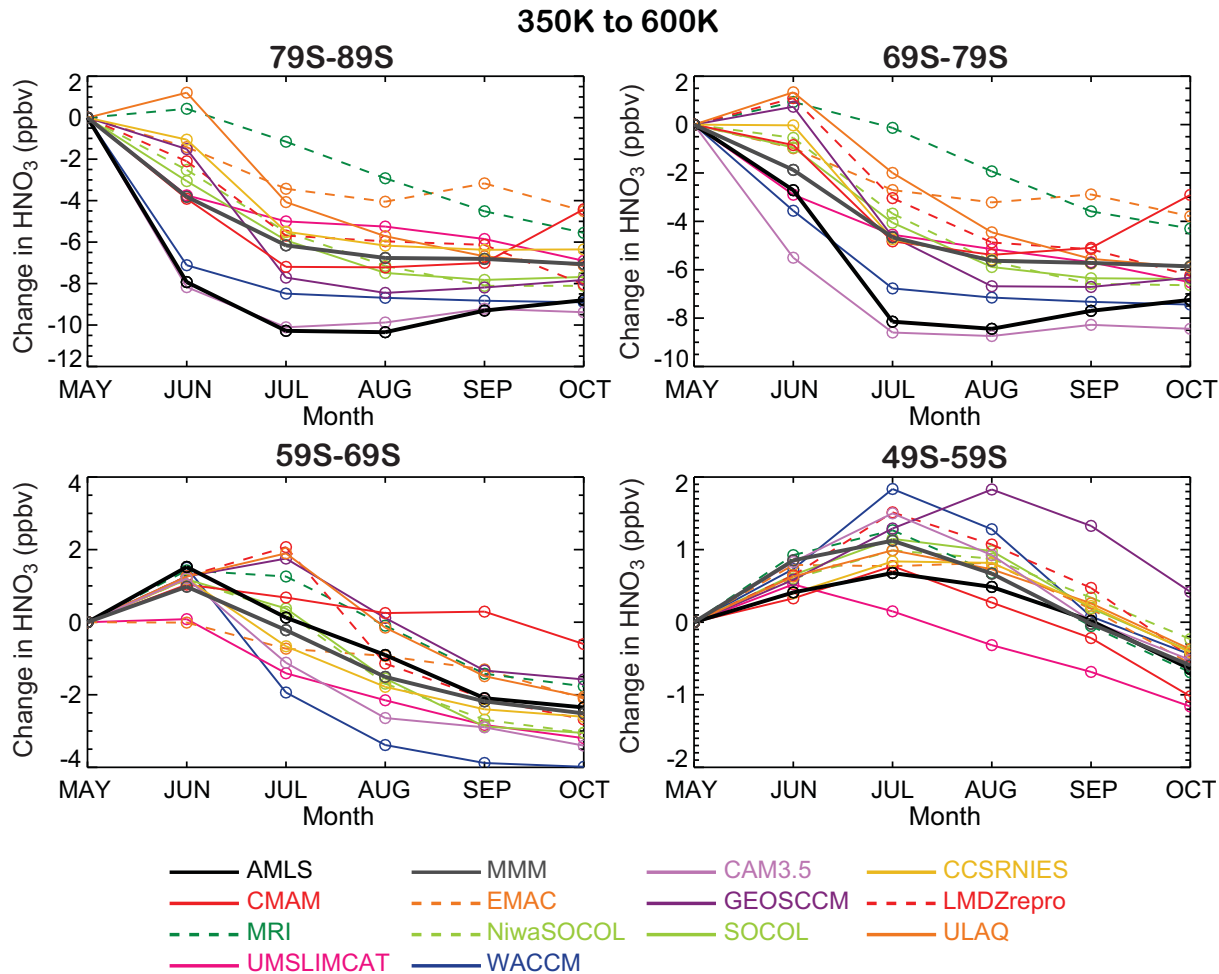 350K to 600K
79S-89S
69S-79S
Change in HNO3 (ppbv)
2
0
-2
-4
-6
-8
-10
-12
MAY JUN JUL AUG SEP OCT
Month
Change in HNO3 (ppbv)
2
0
-2
-4
-6
-8
-10
MAY JUN JUL AUG SEP OCT
Month
59S-69S
49S-59S
Change in HNO3 (ppbv)
4
2
0
-2
-4
MAY JUN JUL AUG SEP OCT
Month
Change in HNO3 (ppbv)
2
1
0
-1
-2
MAY JUN JUL AUG SEP OCT
Month
AMLS MMM CAM3.5 CCSRNIES
CMAM EMAC GEOSCCM LMDZrepro
MRI NiwaSOCOL SOCOL ULAQ
UMSLIMCAT WACCM